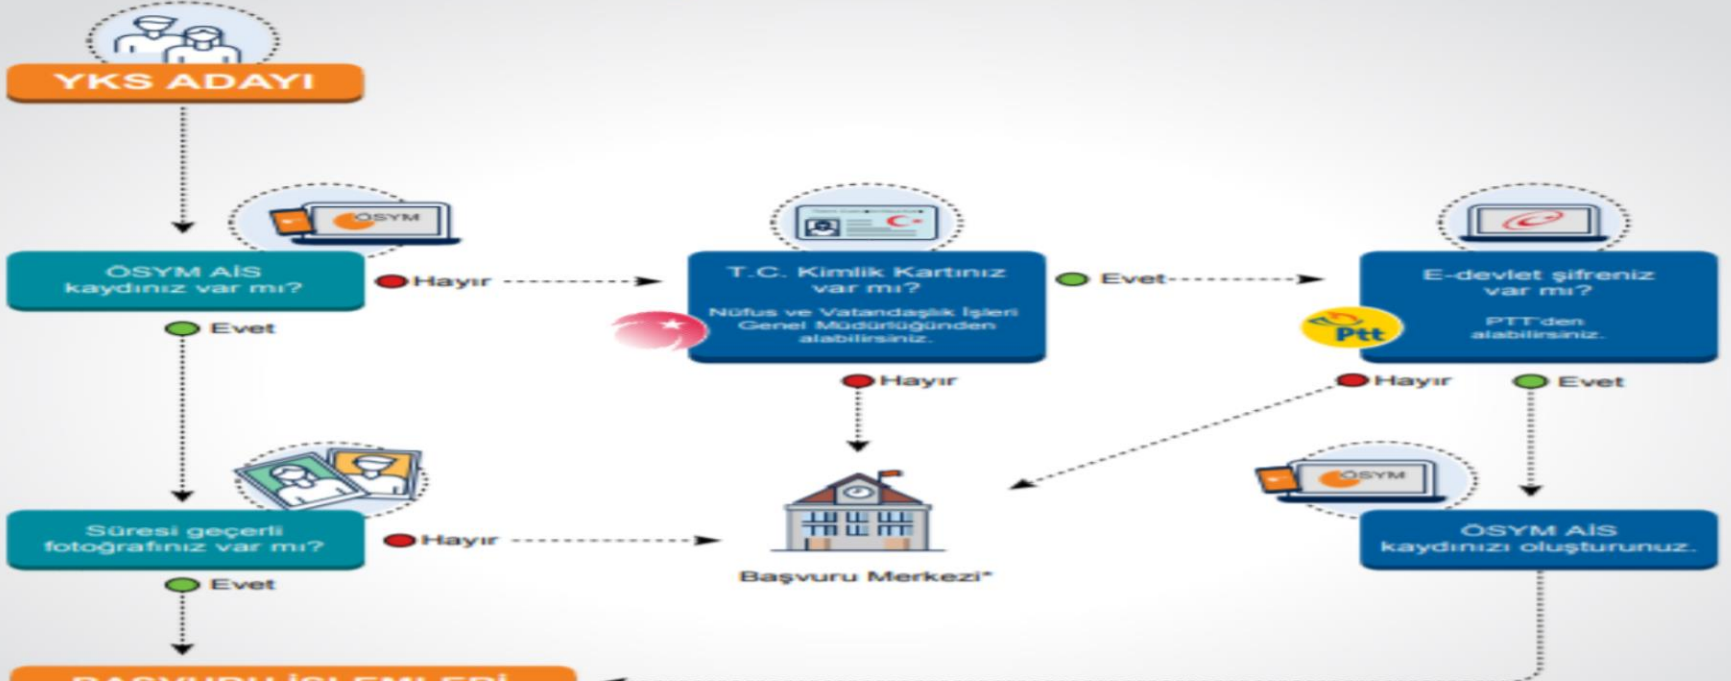 YKS ADAYI
ÖSYM
ÖSYM AİS
kaydınız var mı?
Hayır
Evet
T.C. Kimlik Kartınız
var mı?
Nüfus ve Vatandaşlık İşleri
Genel Müdürlüğünden
alabilirsiniz.
Evet
Hayır
E-devlet şifreniz
var mı?
PTT'den
alabilirsiniz.
Ptt
Hayır
Evet
Süresi geçerli
fotoğrafınız var mı?
Hayır
Evet
Başvuru Merkezi*
ÖSYM
ÖSYM AİS
kaydınızı oluşturunuz.
BAŞVURU İŞLEMLERİ